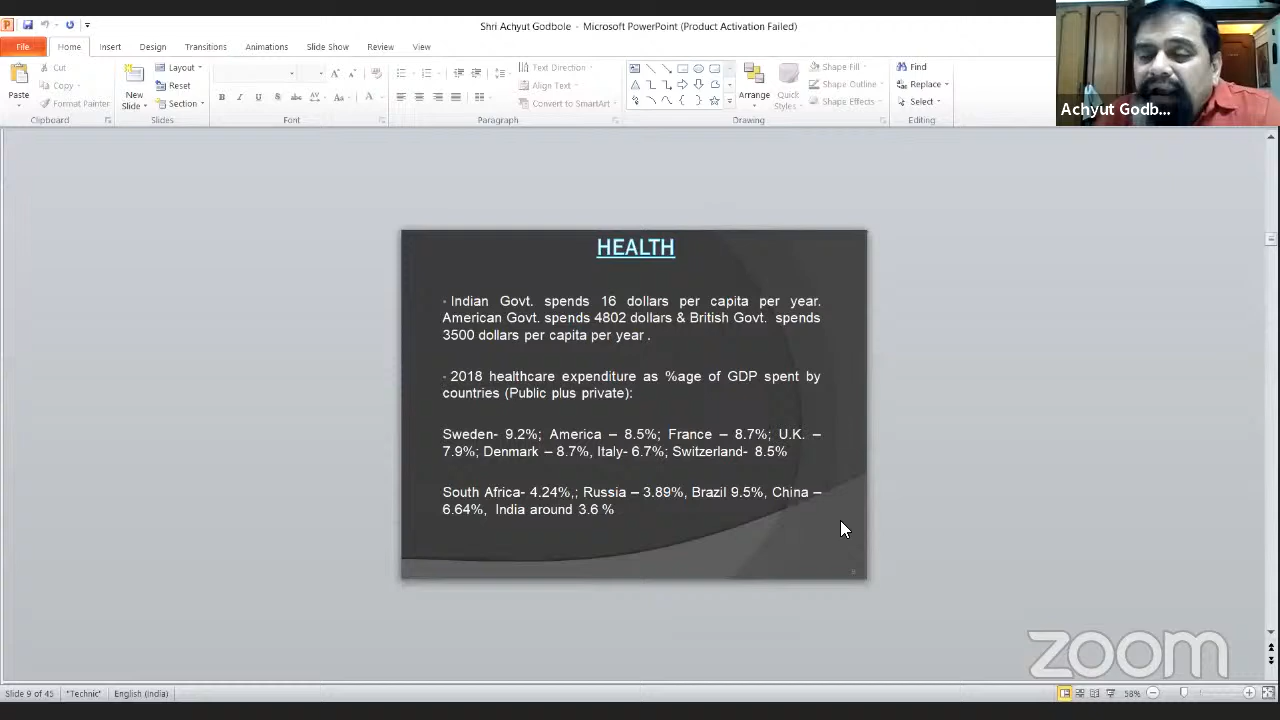 Shri Achyut Godbole - Microsoft PowerPoint (Product Activation Failed)
File Home Insert Design Transitions Animations Slide Show Review View
Cut Copy Format Painter Paste
Clipboard
New Slide Layout Reset Section
Slides
Font
Text Direction Align Text Convert to SmartArt
Paragraph
Arrange Quick Styles Shape Fill Shape Outline Shape Effects
Drawing
Find Replace Select
Editing
Achyut Godb...
HEALTH
Indian Govt. spends 16 dollars per capita per year.
American Govt. spends 4802 dollars & British Govt. spends
3500 dollars per capita per year .
2018 healthcare expenditure as %age of GDP spent by
countries (Public plus private):
Sweden- 9.2%; America – 8.5%; France – 8.7%; U.K. –
7.9%; Denmark – 8.7%, Italy- 6.7%; Switzerland- 8.5%
South Africa- 4.24%,; Russia – 3.89%, Brazil 9.5%, China –
6.64%, India around 3.6 %
zoom
Slide 9 of 45 "Technic" English (India) 58%